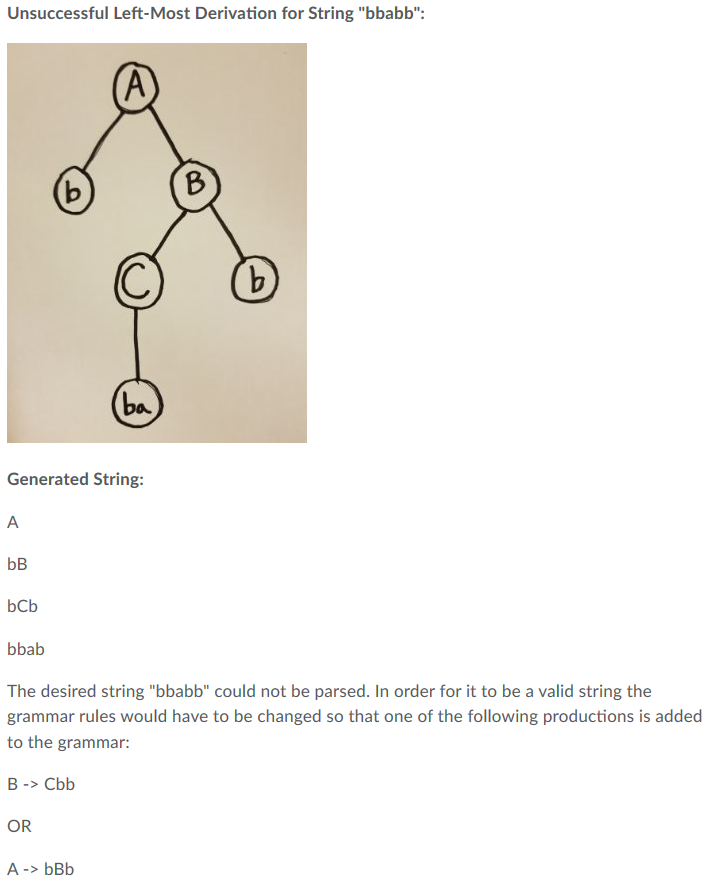 Unsuccessful Left-Most Derivation for String "bbabb":
A
b
B
C
b
ba
Generated String:
A
bB
bCb
bbab
The desired string "bbabb" could not be parsed. In order for it to be a valid string the
grammar rules would have to be changed so that one of the following productions is added
to the grammar:
B -> Cbb
OR
A -> bBb